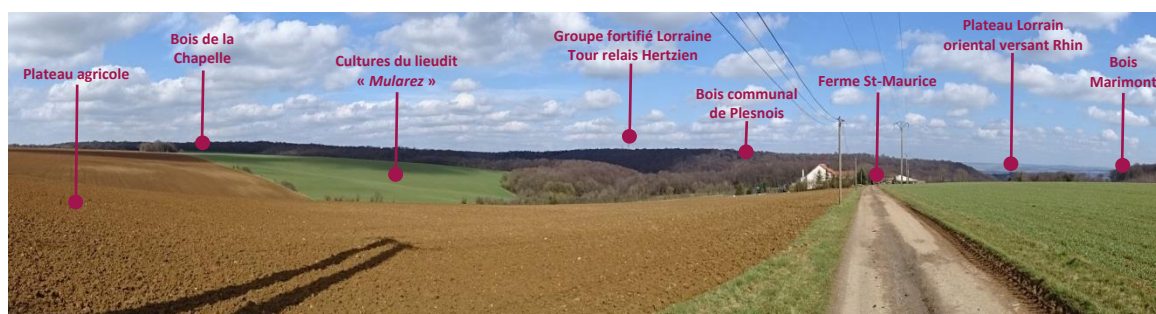 Plateau agricole
Bois de la
Chapelle
Cultures du lieudit
« Mularez »
Groupe fortifié Lorraine
Tour relais Hertzien
Bois communal
de Plesnois
Ferme St-Maurice
Plateau Lorrain
oriental versant Rhin
Bois
Marimont